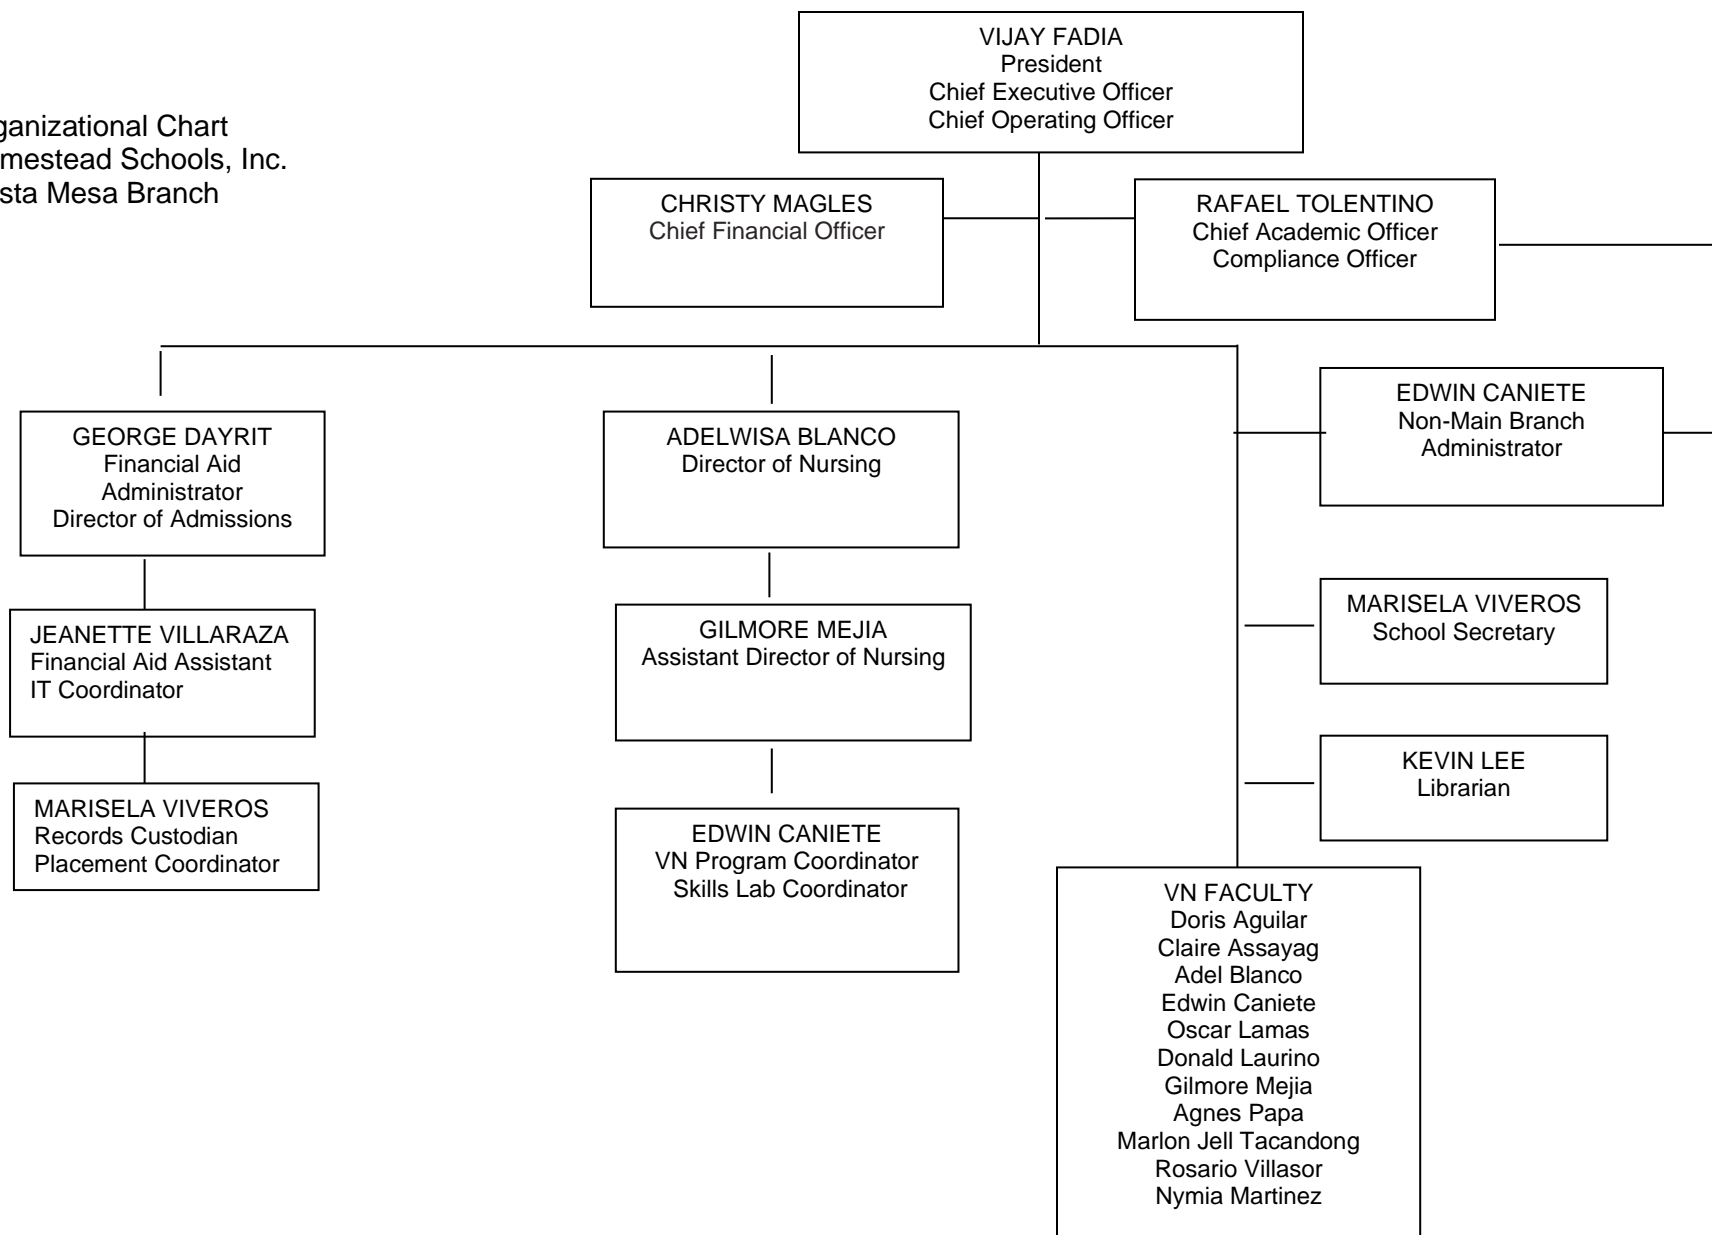 VIJAY FADIA
President
Chief Executive Officer
Chief Operating Officer
ganizational Chart
mestead Schools, Inc.
sta Mesa Branch
CHRISTY MAGLES
Chief Financial Officer
RAFAEL TOLENTINO
Chief Academic Officer
Compliance Officer
GEORGE DAYRIT
Financial Aid
Administrator
Director of Admissions
ADELWISA BLANCO
Director of Nursing
EDWIN CANIETE
Non-Main Branch
Administrator
JEANETTE VILLARAZA
Financial Aid Assistant
IT Coordinator
GILMORE MEJIA
Assistant Director of Nursing
MARISELA VIVEROS
School Secretary
MARISELA VIVEROS
Records Custodian
Placement Coordinator
EDWIN CANIETE
VN Program Coordinator
Skills Lab Coordinator
KEVIN LEE
Librarian
VN FACULTY
Doris Aguilar
Claire Assayag
Adel Blanco
Edwin Caniete
Oscar Lamas
Donald Laurino
Gilmore Mejia
Agnes Papa
Marlon Jell Tacandong
Rosario Villasor
Nymia Martinez